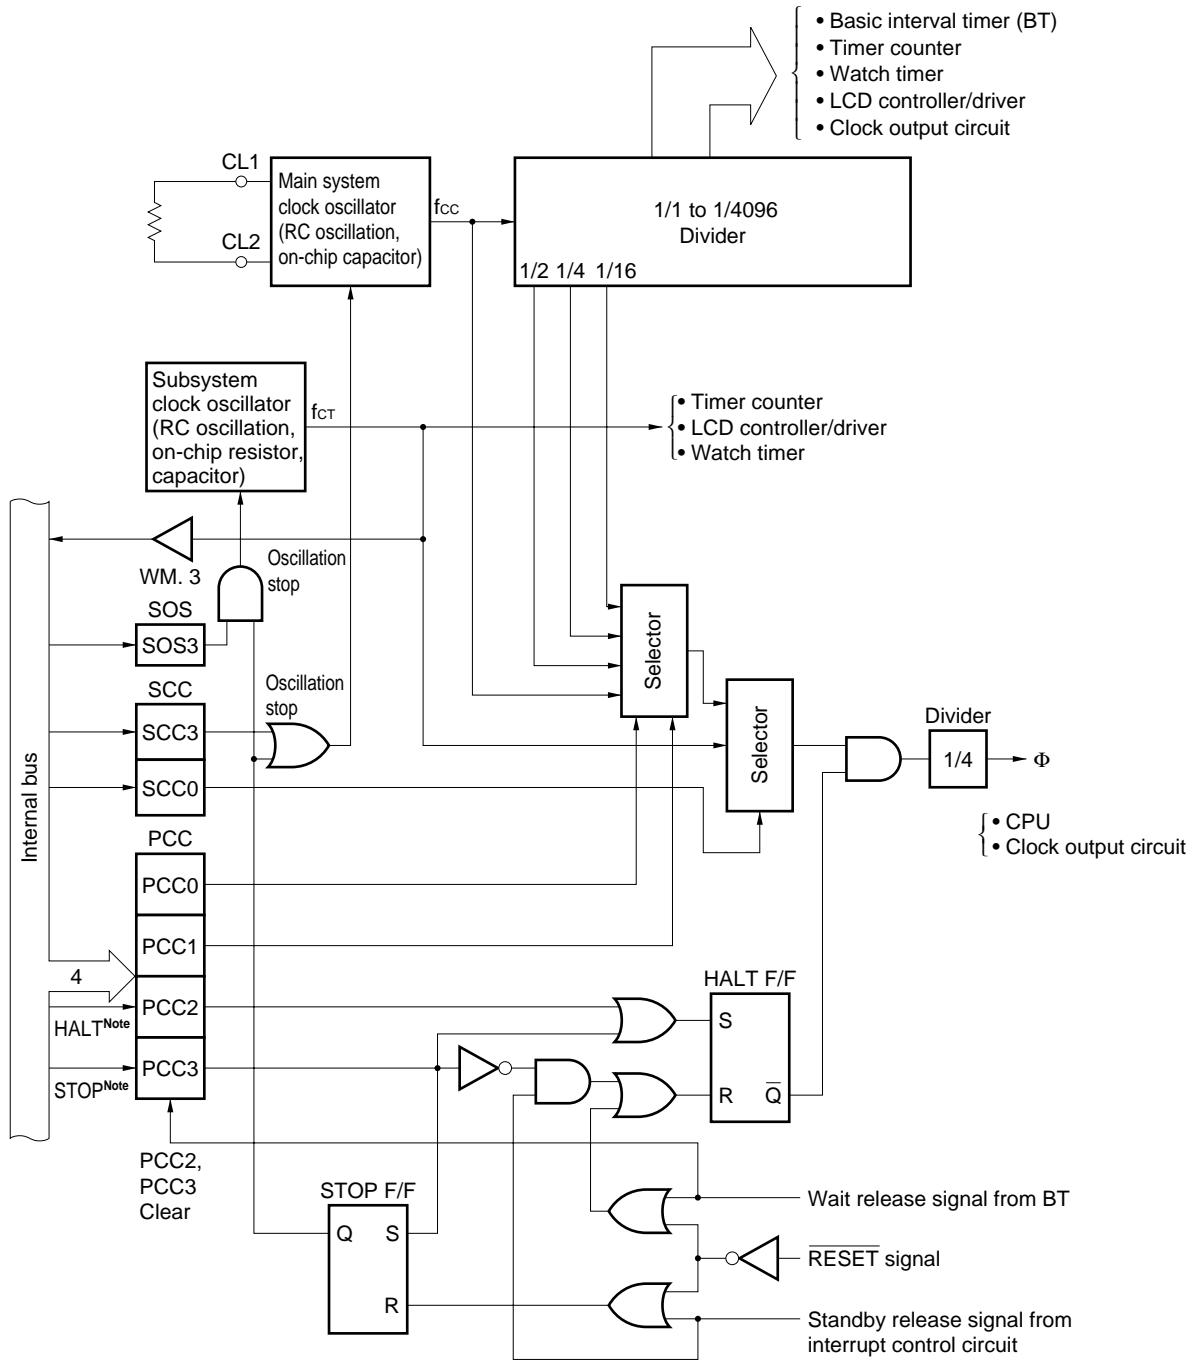 • Basic interval timer (BT)
• Timer counter
• Watch timer
• LCD controller/driver
• Clock output circuit
CL1
CL2
Main system
clock oscillator
(RC oscillation,
on-chip capacitor)
fCC
1/1 to 1/4096
Divider
1/2 1/4 1/16
Subsystem
clock oscillator
(RC oscillation,
on-chip resistor,
capacitor)
fCT
• Timer counter
• LCD controller/driver
• Watch timer
WM. 3
Oscillation
stop
SOS
SOS3
SCC
SCC3
SCC0
Oscillation
stop
Selector
Selector
Divider
1/4
Φ
• CPU
• Clock output circuit
Internal bus
PCC
PCC0
PCC1
PCC2
PCC3
4
HALTNote
STOPNote
HALT F/F
S
R
Q̅
PCC2,
PCC3
Clear
STOP F/F
Q
S
R
Wait release signal from BT
R̅E̅S̅E̅T̅ signal
Standby release signal from
interrupt control circuit